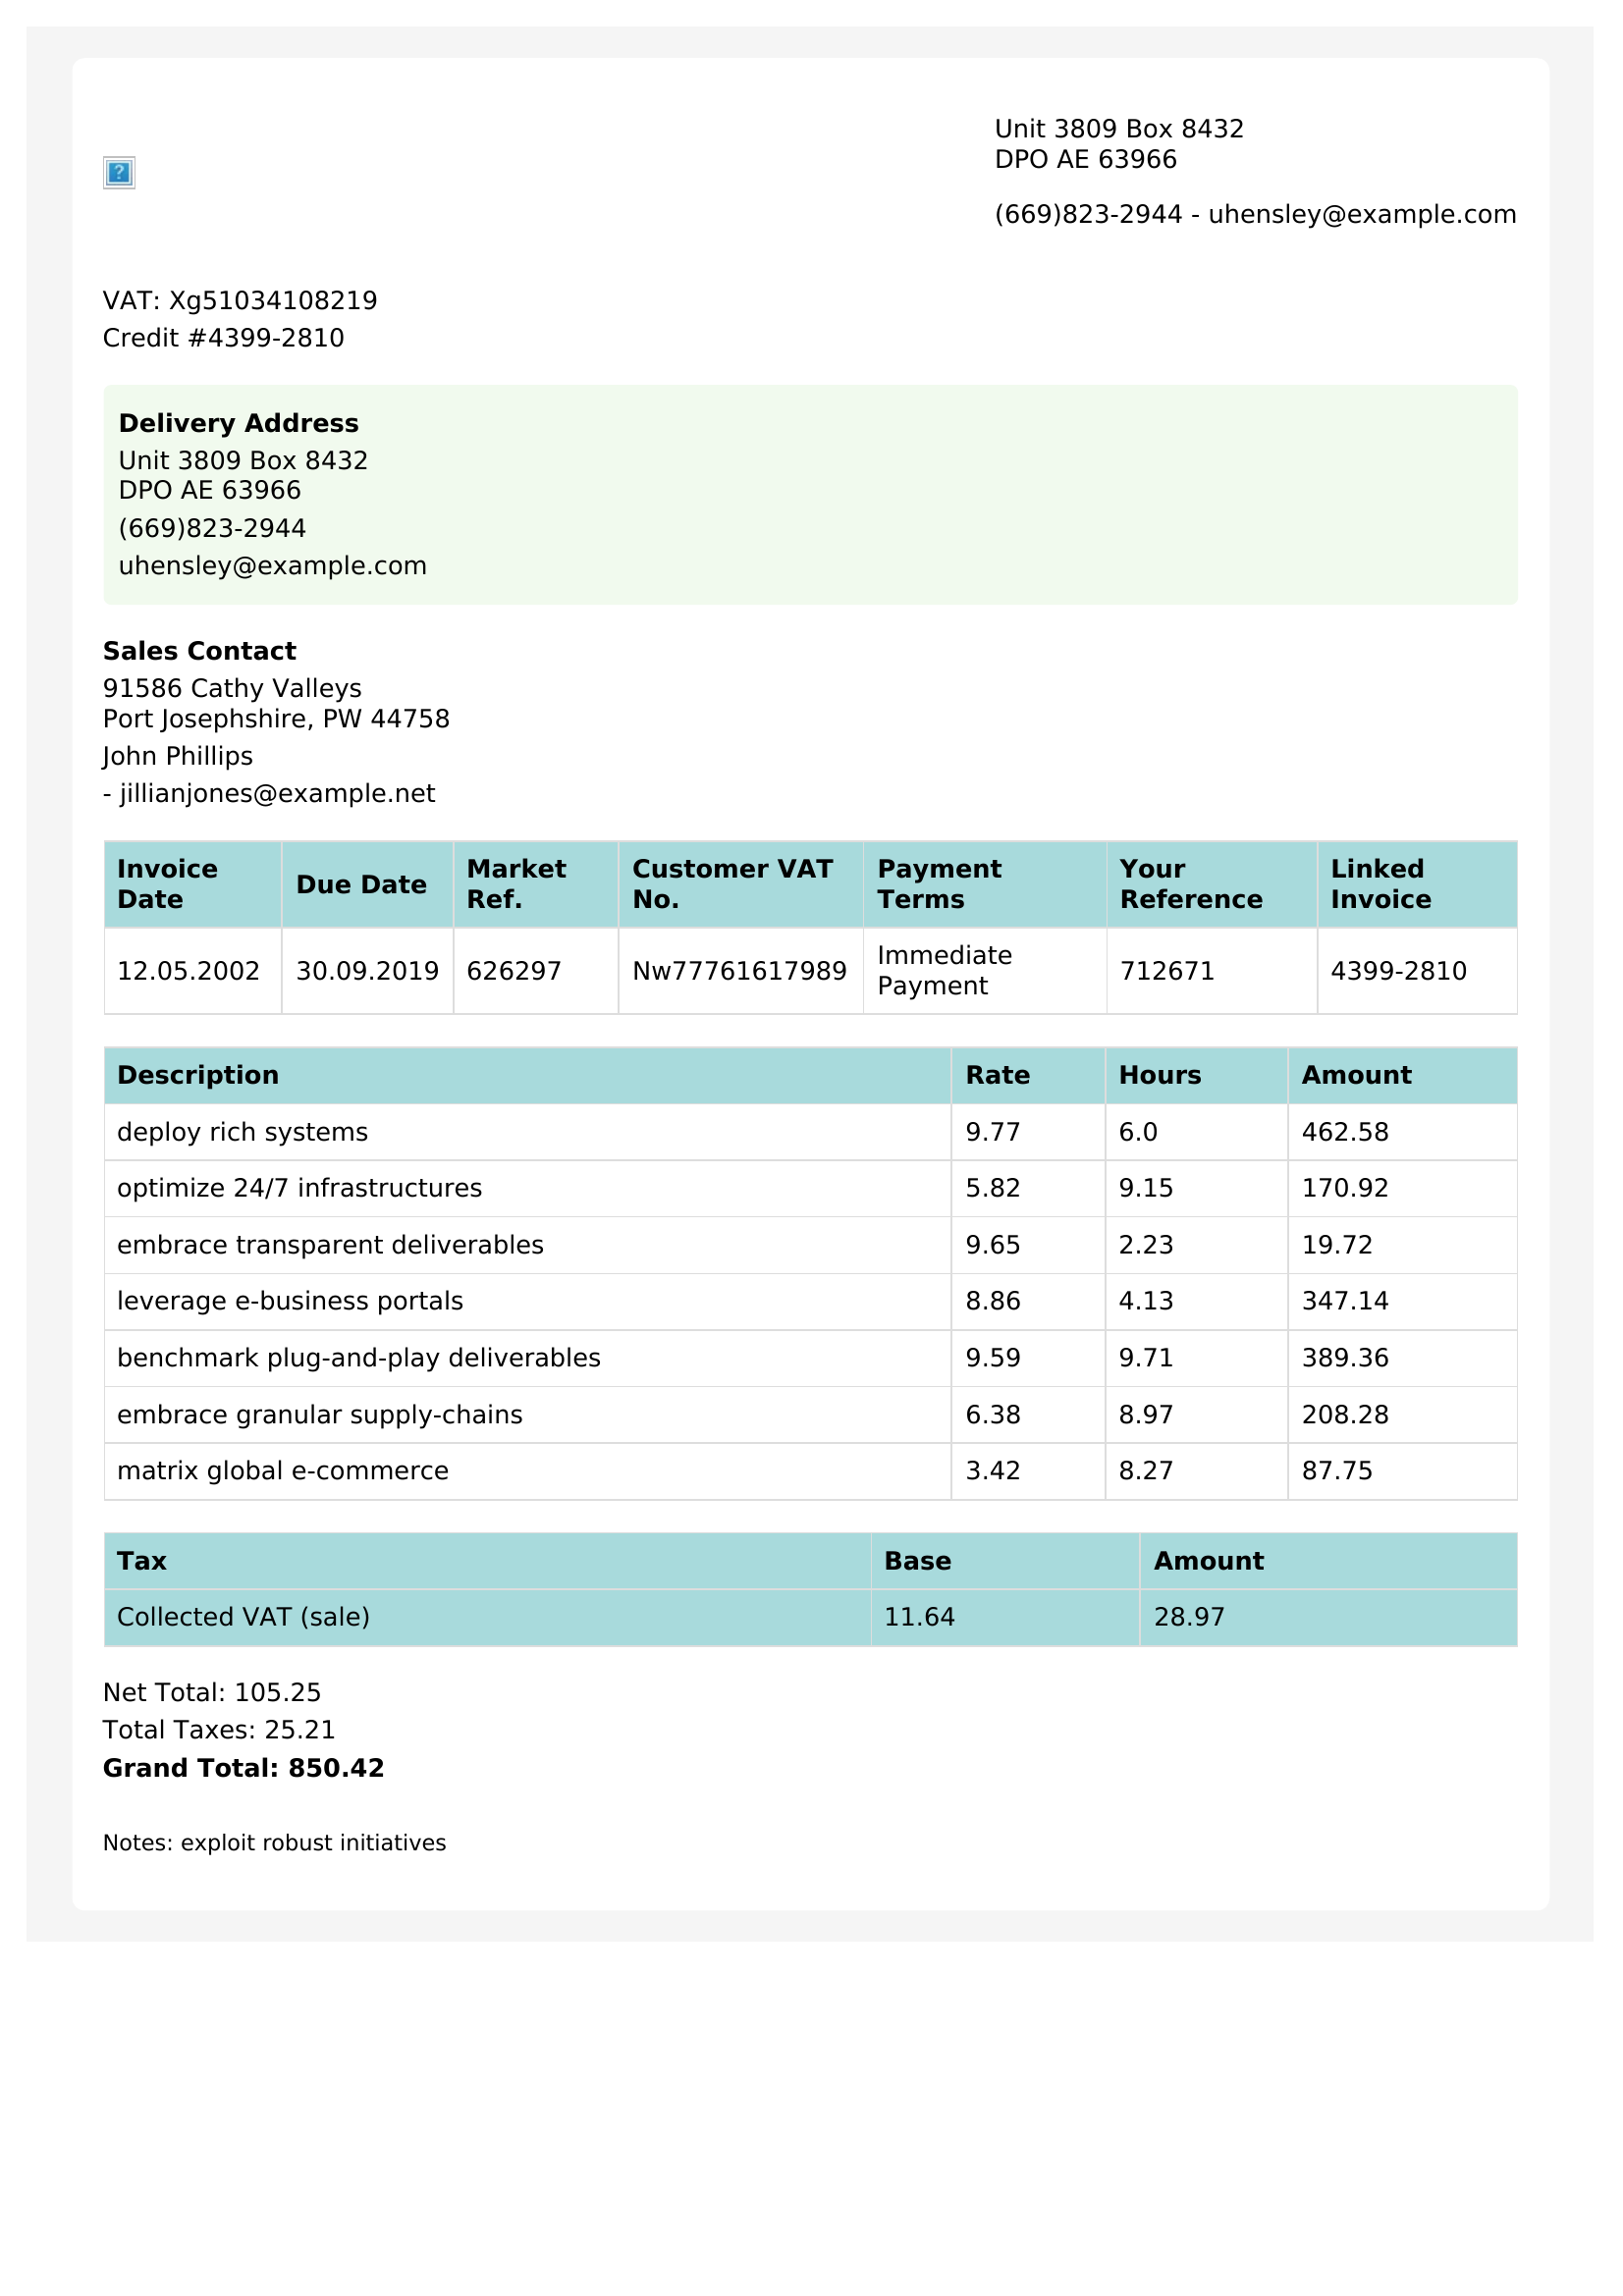 Unit 3809 Box 8432
DPO AE 63966
(669)823-2944 - uhensley@example.com
VAT: Xg51034108219
Credit #4399-2810
Delivery Address
Unit 3809 Box 8432
DPO AE 63966
(669)823-2944
uhensley@example.com
Sales Contact
91586 Cathy Valleys
Port Josephshire, PW 44758
John Phillips
- jillianjones@example.net
Invoice Date Due Date Market Ref. Customer VAT No. Payment Terms Your Reference Linked Invoice
12.05.2002 30.09.2019 626297 Nw77761617989 Immediate Payment 712671 4399-2810
Description Rate Hours Amount
deploy rich systems 9.77 6.0 462.58
optimize 24/7 infrastructures 5.82 9.15 170.92
embrace transparent deliverables 9.65 2.23 19.72
leverage e-business portals 8.86 4.13 347.14
benchmark plug-and-play deliverables 9.59 9.71 389.36
embrace granular supply-chains 6.38 8.97 208.28
matrix global e-commerce 3.42 8.27 87.75
Tax Base Amount
Collected VAT (sale) 11.64 28.97
Net Total: 105.25
Total Taxes: 25.21
Grand Total: 850.42
Notes: exploit robust initiatives